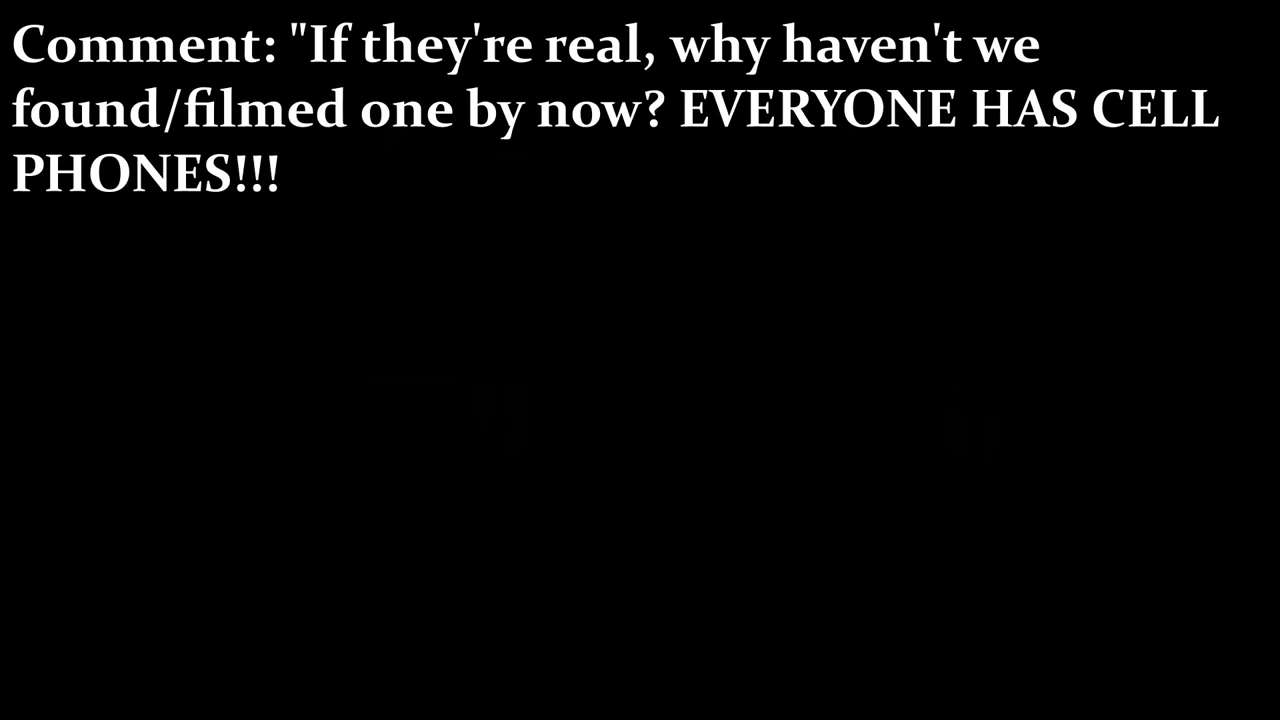 Comment: "If they're real, why haven't we
found/filmed one by now? EVERYONE HAS CELL
PHONES!!!